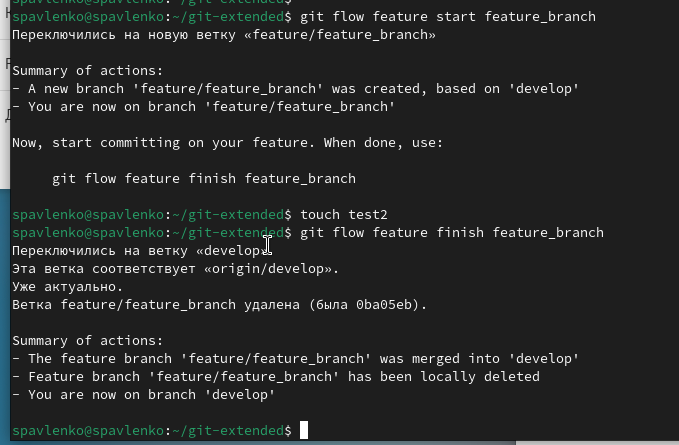 spavlenko@spavlenko:~/git-extended$
spavlenko@spavlenko:~/git-extended$ git flow feature start feature_branch
Переключились на новую ветку «feature/feature_branch»
Summary of actions:
- A new branch 'feature/feature_branch' was created, based on 'develop'
- You are now on branch 'feature/feature_branch'
Now, start committing on your feature. When done, use:
git flow feature finish feature_branch
spavlenko@spavlenko:~/git-extended$ touch test2
spavlenko@spavlenko:~/git-extended$ git flow feature finish feature_branch
Переключились на ветку «develop»
Эта ветка соответствует «origin/develop».
Уже актуально.
Ветка feature/feature_branch удалена (была 0ba05eb).
Summary of actions:
- The feature branch 'feature/feature_branch' was merged into 'develop'
- Feature branch 'feature/feature_branch' has been locally deleted
- You are now on branch 'develop'
spavlenko@spavlenko:~/git-extended$